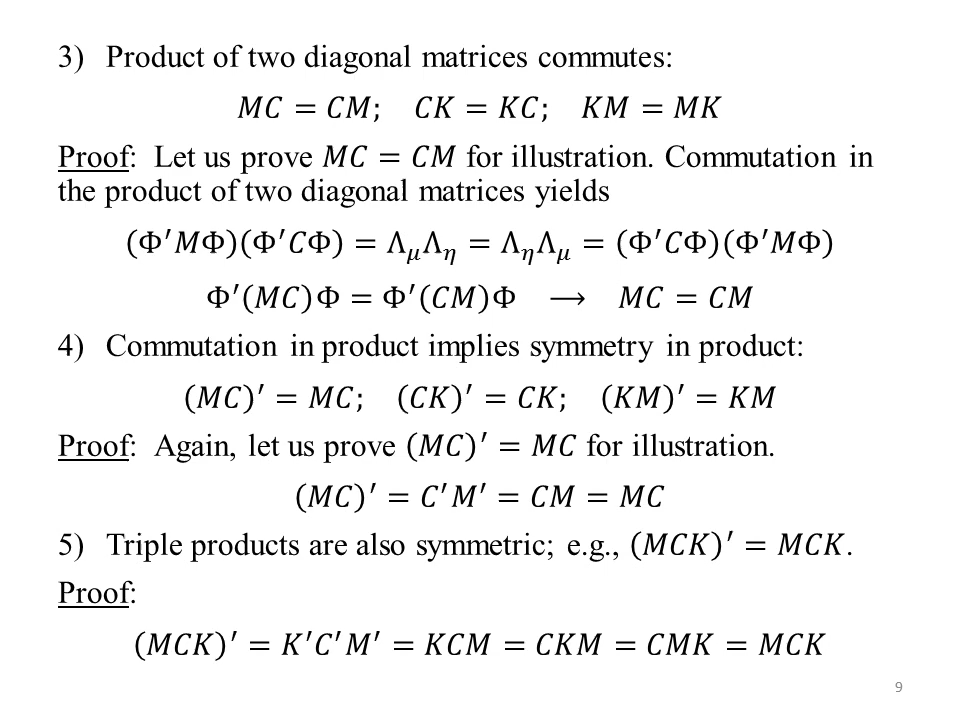 3) Product of two diagonal matrices commutes:
𝑀𝐶 = 𝐶𝑀; 𝐶𝐾 = 𝐾𝐶; 𝐾𝑀 = 𝑀𝐾
Proof: Let us prove 𝑀𝐶 = 𝐶𝑀 for illustration. Commutation in
the product of two diagonal matrices yields
(Φ′𝑀Φ)(Φ′𝐶Φ) = Λ_𝜇Λ_𝜂 = Λ_𝜂Λ_𝜇 = (Φ′𝐶Φ)(Φ′𝑀Φ)
Φ′(𝑀𝐶)Φ = Φ′(𝐶𝑀)Φ ⟶ 𝑀𝐶 = 𝐶𝑀
4) Commutation in product implies symmetry in product:
(𝑀𝐶)′ = 𝑀𝐶; (𝐶𝐾)′ = 𝐶𝐾; (𝐾𝑀)′ = 𝐾𝑀
Proof: Again, let us prove (𝑀𝐶)′ = 𝑀𝐶 for illustration.
(𝑀𝐶)′ = 𝐶′𝑀′ = 𝐶𝑀 = 𝑀𝐶
5) Triple products are also symmetric; e.g., (𝑀𝐶𝐾)′ = 𝑀𝐶𝐾.
Proof:
(𝑀𝐶𝐾)′ = 𝐾′𝐶′𝑀′ = 𝐾𝐶𝑀 = 𝐶𝐾𝑀 = 𝐶𝑀𝐾 = 𝑀𝐶𝐾
9